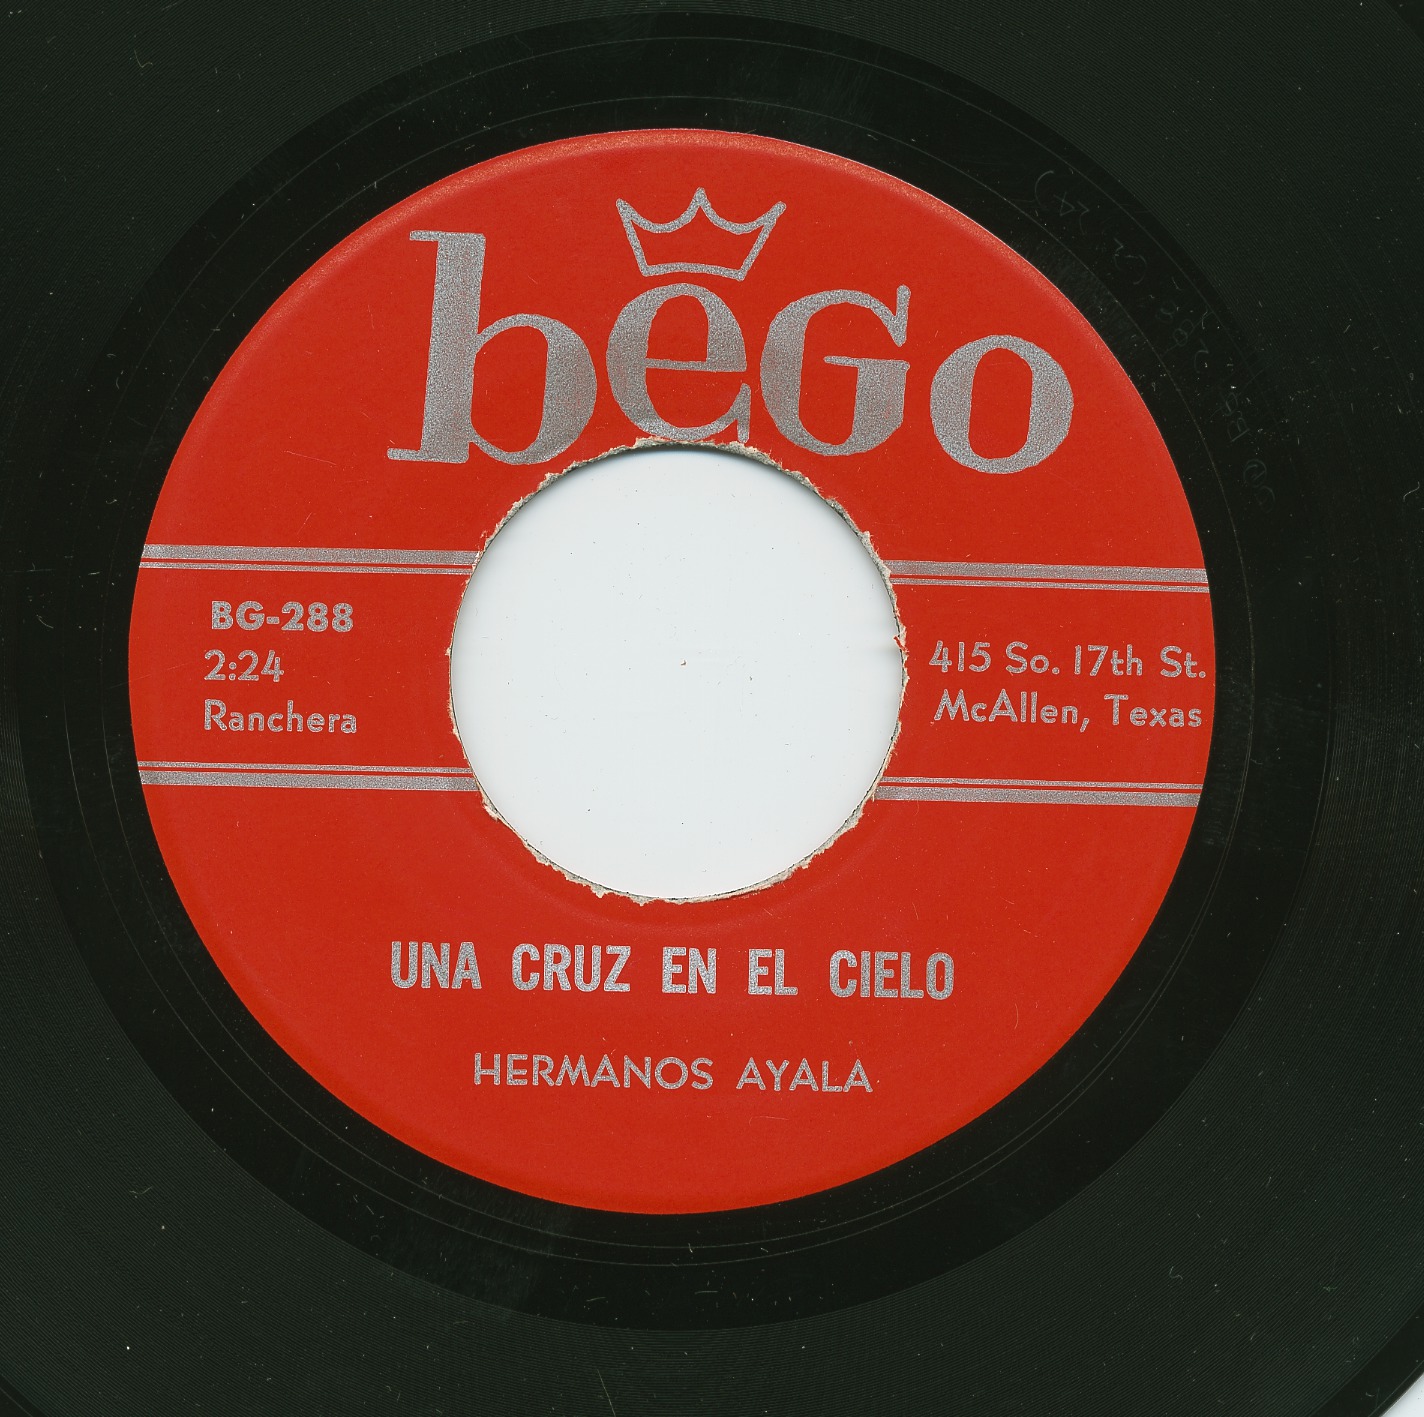 beGo
BG-288
2:24
Ranchera
415 So. 17th St.
McAllen, Texas
UNA CRUZ EN EL CIELO
HERMANOS AYALA